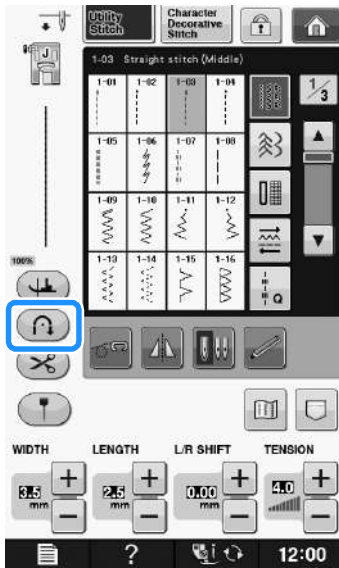 Utility Stitch
Character Decorative Stitch
J
1-03 Straight stitch (Middle)
1-01 1-02 1-03 1-04
1/3
1-05 1-06 1-07 1-08
1-09 1-10 1-11 1-12
1-13 1-14 1-15 1-16
100%
Q
WIDTH LENGTH L/R SHIFT TENSION
3.5 mm + − 2.5 mm + − 0.00 mm + − 4.0 + −
? i 12:00